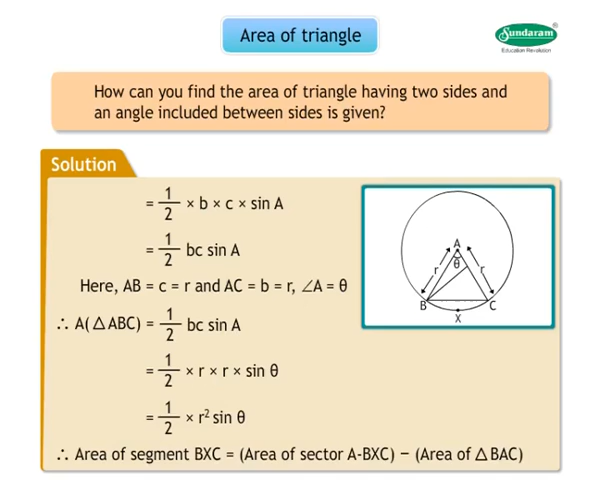 Area of triangle
Sundaram®
Education Revolution
How can you find the area of triangle having two sides and
an angle included between sides is given?
Solution
= 1/2 × b × c × sin A
= 1/2 bc sin A
Here, AB = c = r and AC = b = r, ∠A = θ
∴ A(△ABC) = 1/2 bc sin A
= 1/2 × r × r × sin θ
= 1/2 × r² sin θ
∴ Area of segment BXC = (Area of sector A-BXC) − (Area of △BAC)
A
θ
r r
B C
X